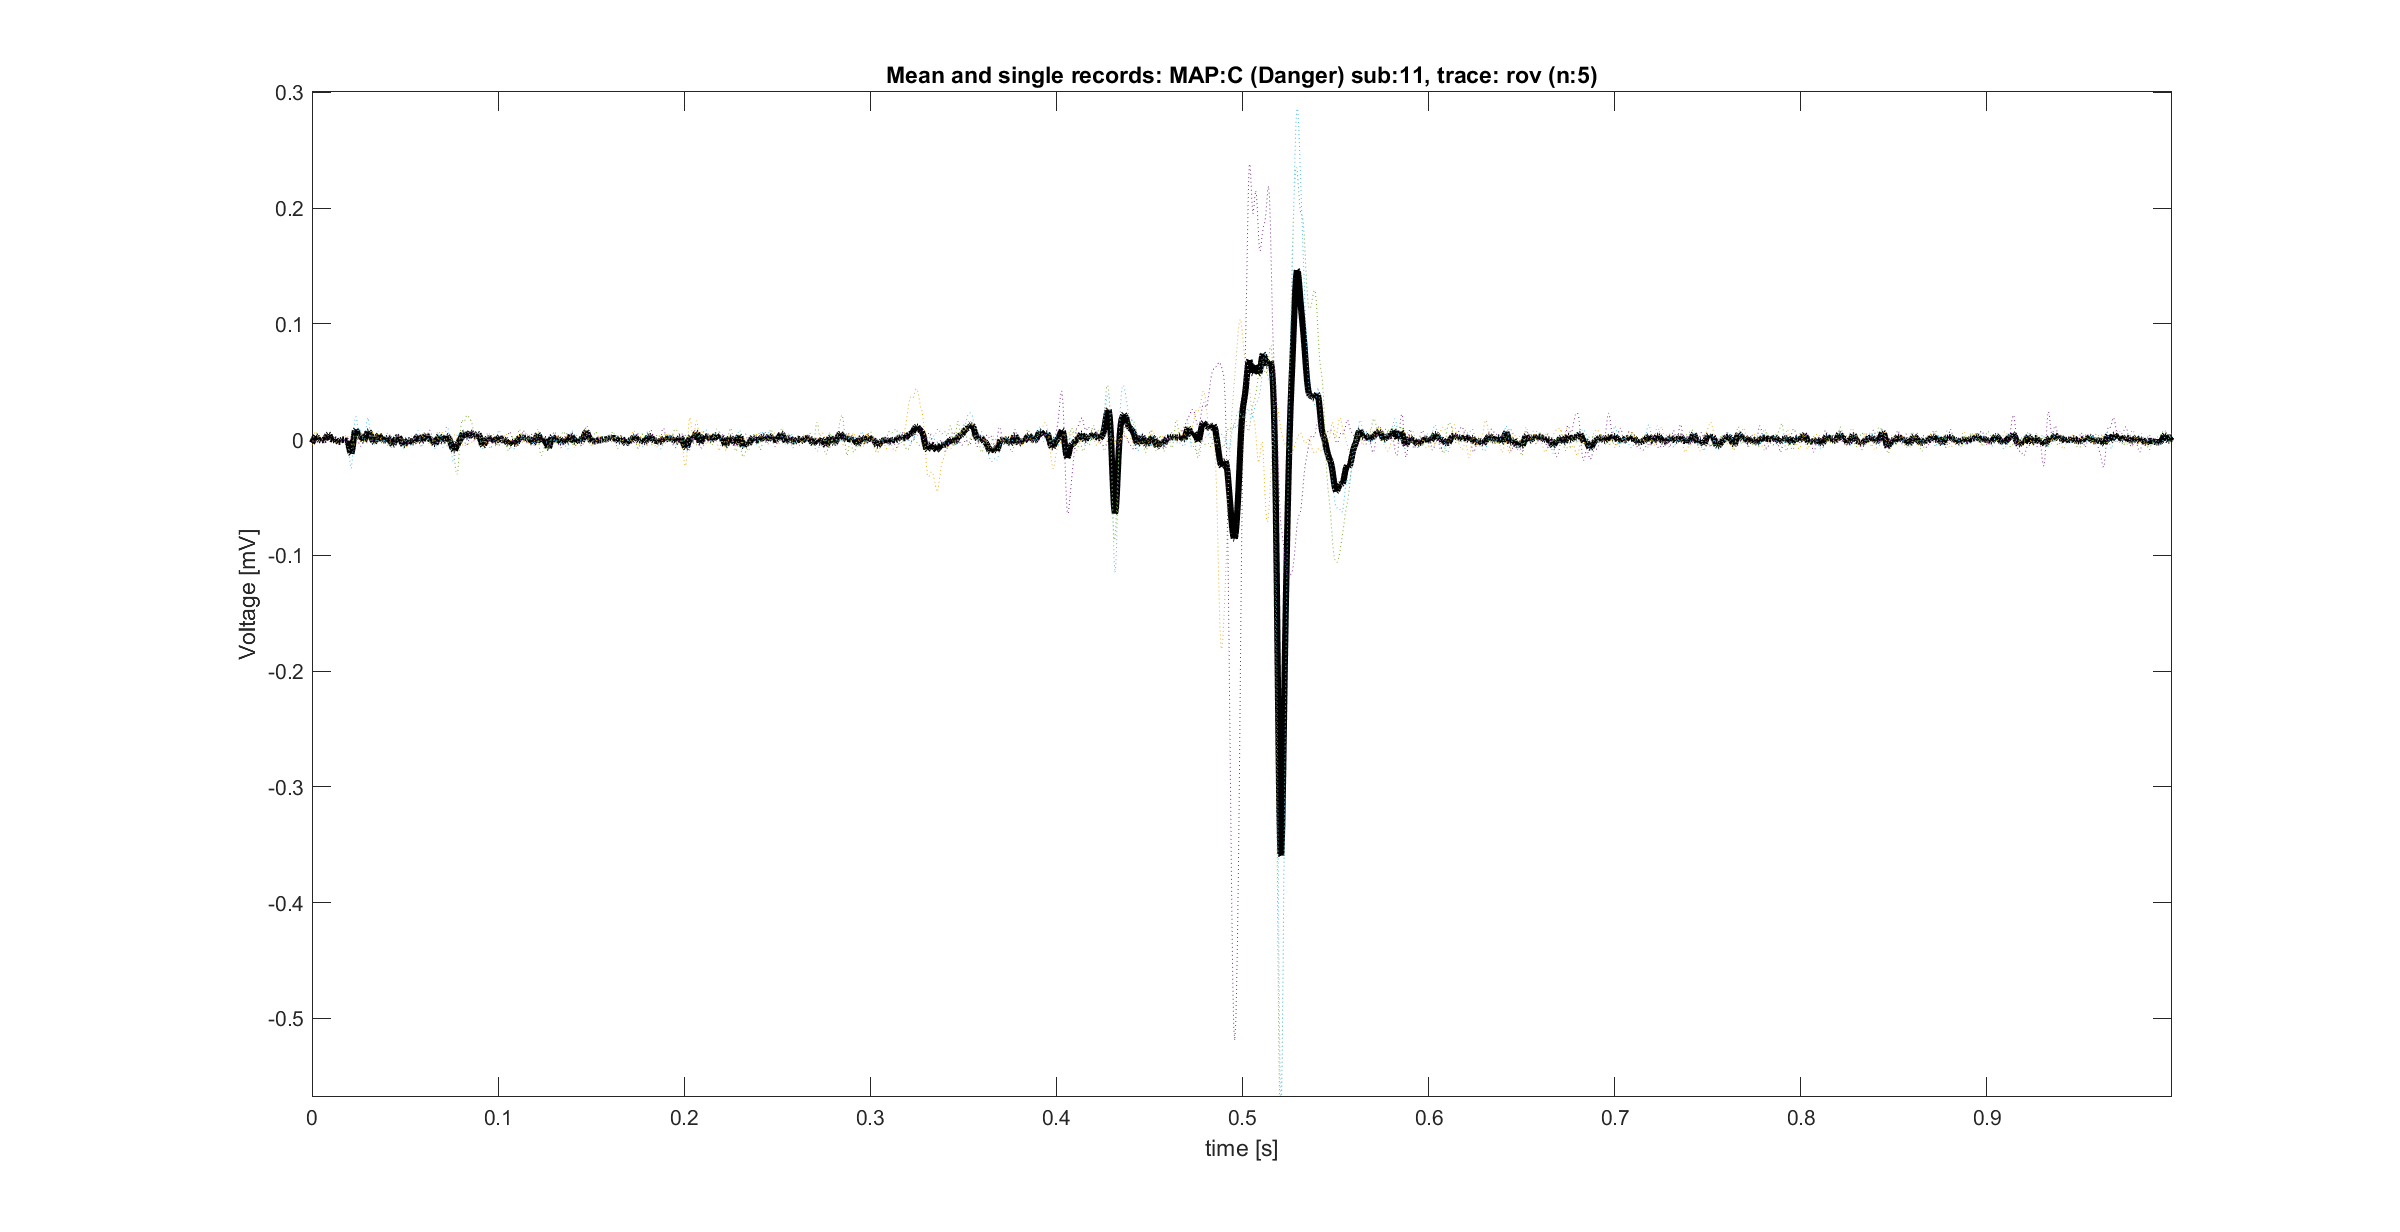 Mean and single records: MAP:C (Danger) sub:11, trace: rov (n:5)
0.3
0.2
0.1
0
-0.1
-0.2
-0.3
-0.4
-0.5
Voltage [mV]
0 0.1 0.2 0.3 0.4 0.5 0.6 0.7 0.8 0.9
time [s]